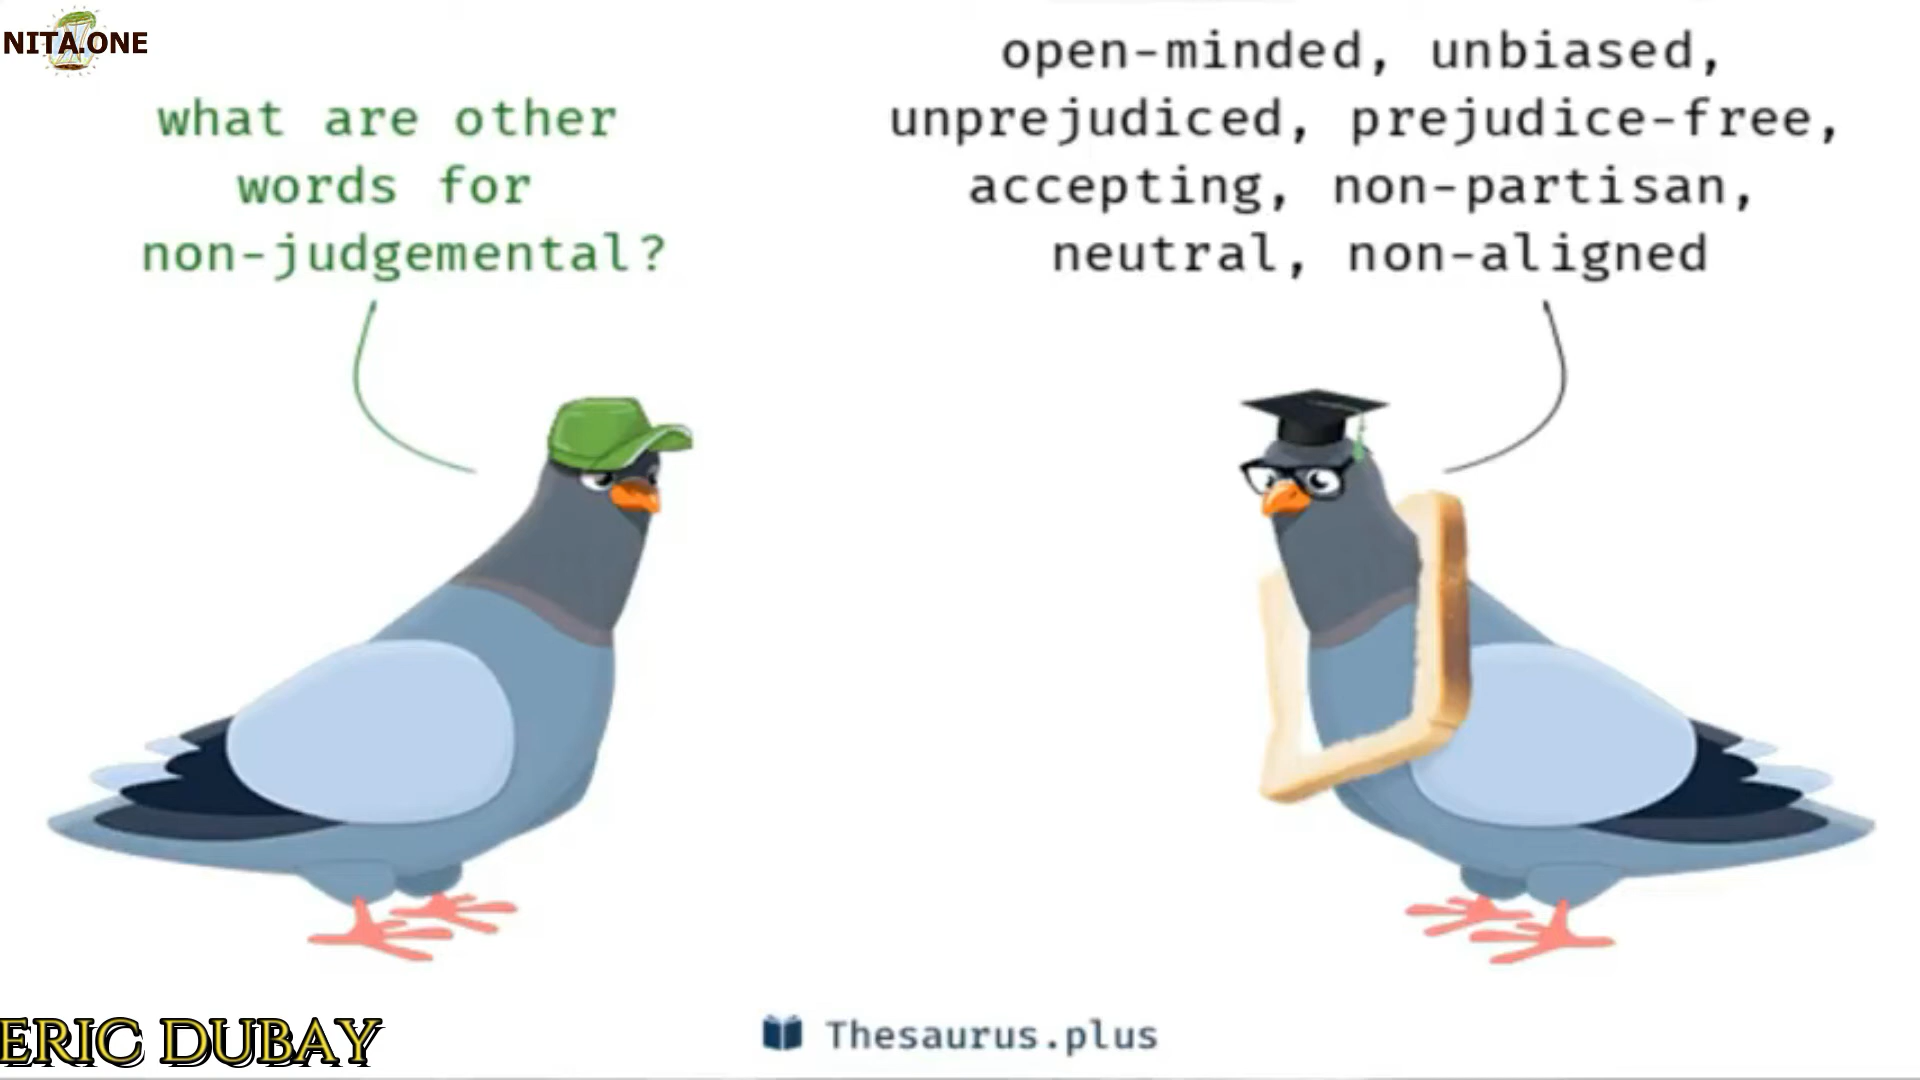 NITA.ONE
what are other
words for
non-judgemental?
open-minded, unbiased,
unprejudiced, prejudice-free,
accepting, non-partisan,
neutral, non-aligned
ERIC DUBAY
Thesaurus.plus